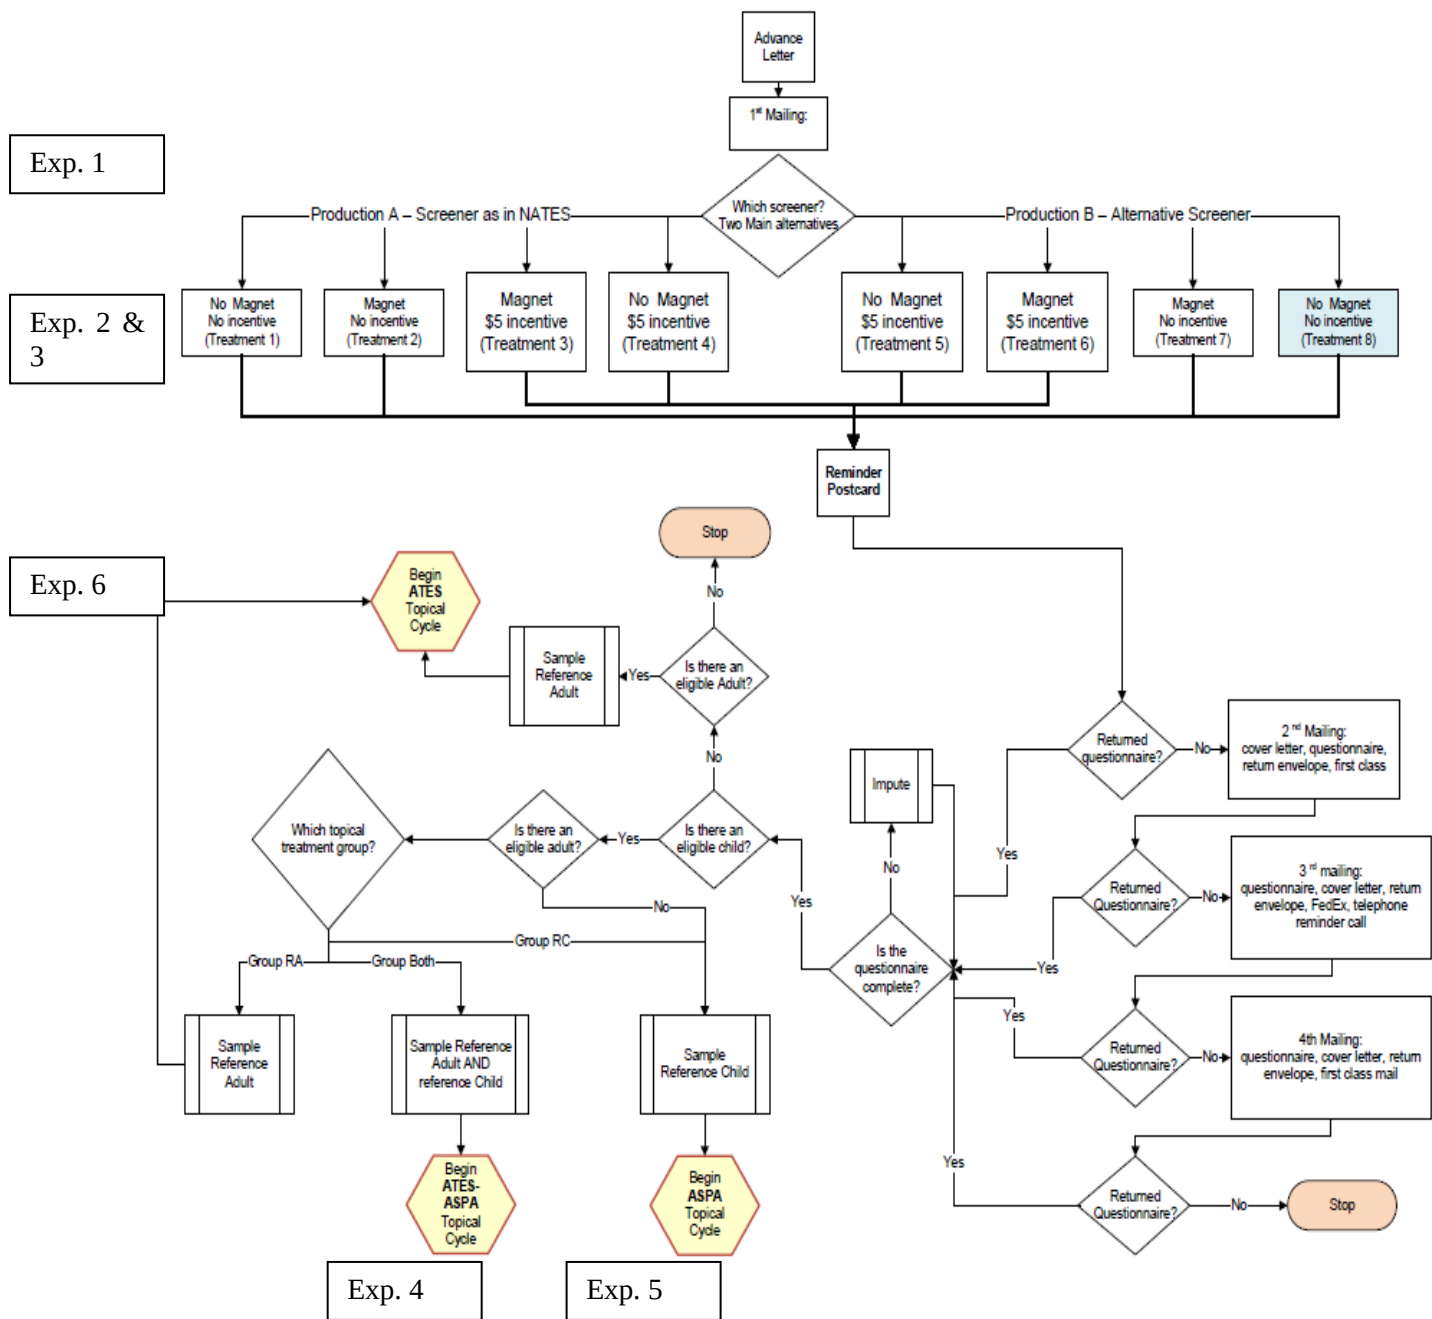 Advance
Letter
1st Mailing:
Exp. 1
Which screener?
Two Main alternatives
Production A – Screener as in NATES
Production B – Alternative Screener
Exp. 2 &
3
No Magnet
No incentive
(Treatment 1)
Magnet
No incentive
(Treatment 2)
Magnet
$5 incentive
(Treatment 3)
No Magnet
$5 incentive
(Treatment 4)
No Magnet
$5 incentive
(Treatment 5)
Magnet
$5 incentive
(Treatment 6)
Magnet
No incentive
(Treatment 7)
No Magnet
No incentive
(Treatment 8)
Reminder
Postcard
Stop
Exp. 6
Begin
ATES
Topical
Cycle
No
Sample
Reference
Adult
Yes
Is there an
eligible Adult?
No
Returned
questionnaire?
No
2 nd Mailing:
cover letter, questionnaire,
return envelope, first class
Impute
Which topical
treatment group?
Is there an
eligible adult?
Yes
Is there an
eligible child?
Yes
No
Returned
Questionnaire?
No
3 rd mailing:
questionnaire, cover letter, return
envelope, FedEx, telephone
reminder call
No
Yes
Group RC
Group RA
Group Both
Is the
questionnaire
complete?
Yes
Yes
Sample
Reference
Adult
Sample Reference
Adult AND
reference Child
Sample
Reference Child
Returned
Questionnaire?
No
4th Mailing:
questionnaire, cover letter, return
envelope, first class mail
Begin
ATES-
ASPA
Topical
Cycle
Begin
ASPA
Topical
Cycle
Yes
Returned
Questionnaire?
No
Stop
Exp. 4
Exp. 5